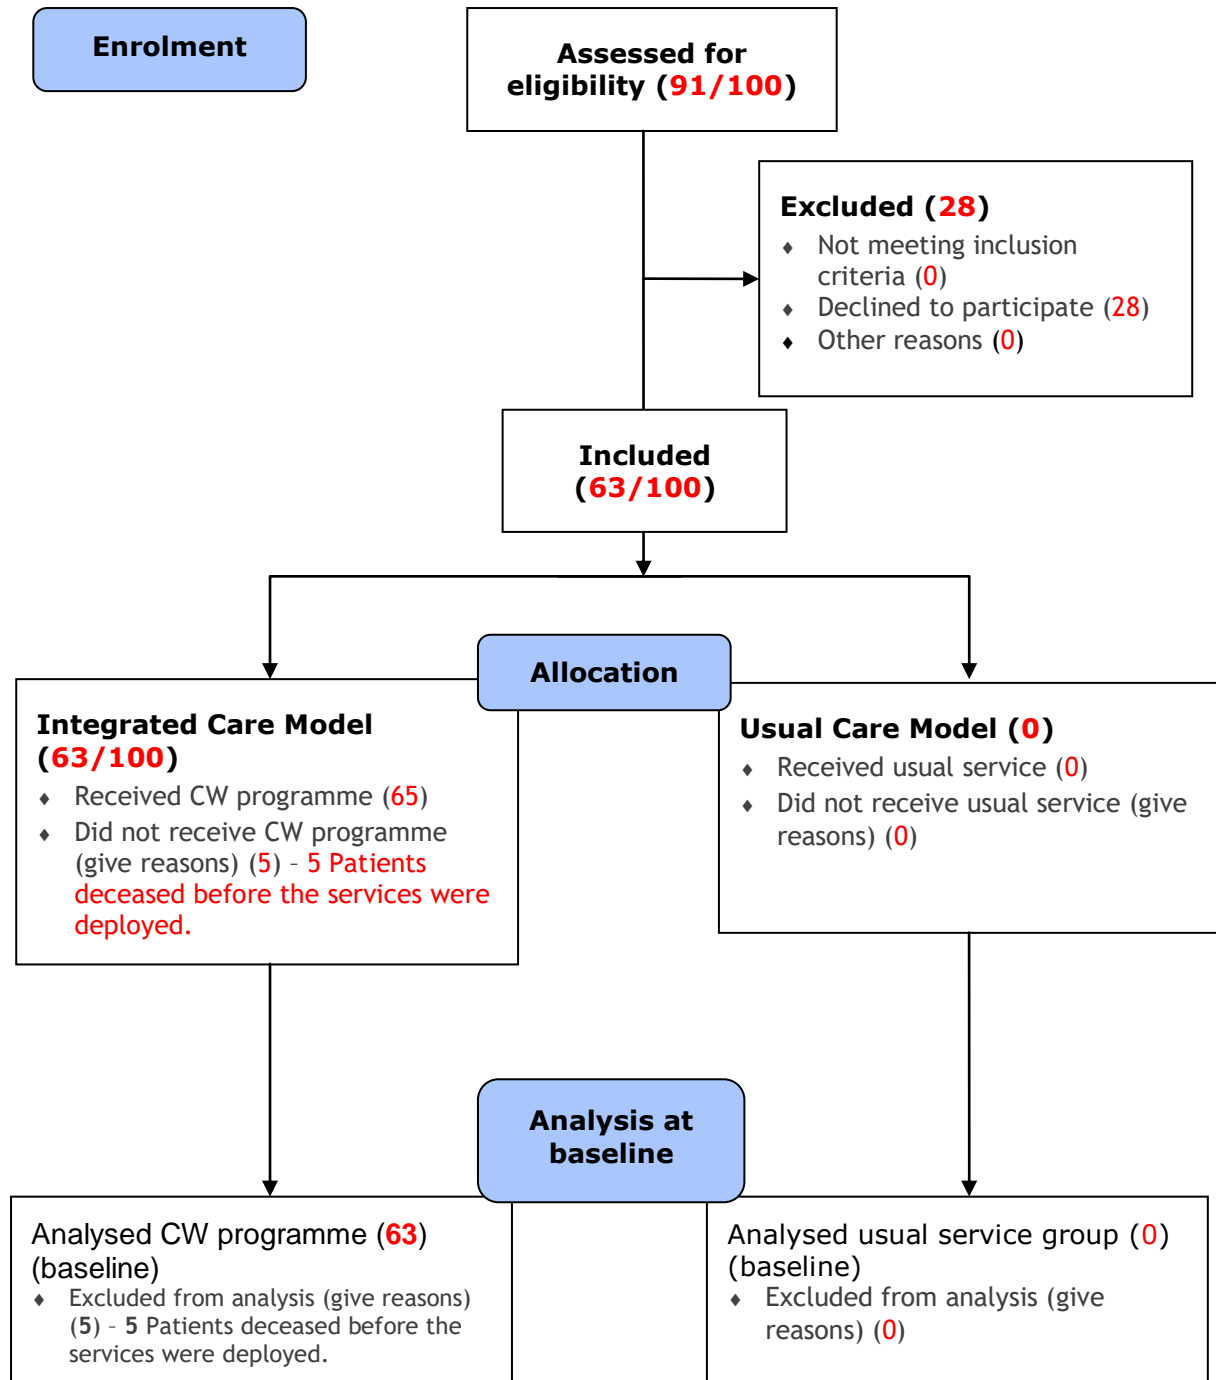 Enrolment
Assessed for
eligibility (91/100)
Excluded (28)
♦ Not meeting inclusion
criteria (0)
♦ Declined to participate (28)
♦ Other reasons (0)
Included
(63/100)
Allocation
Integrated Care Model
(63/100)
♦ Received CW programme (65)
♦ Did not receive CW programme
(give reasons) (5) – 5 Patients
deceased before the services were
deployed.
Usual Care Model (0)
♦ Received usual service (0)
♦ Did not receive usual service (give
reasons) (0)
Analysis at
baseline
Analysed CW programme (63)
(baseline)
♦ Excluded from analysis (give reasons)
(5) – 5 Patients deceased before the
services were deployed.
Analysed usual service group (0)
(baseline)
♦ Excluded from analysis (give
reasons) (0)